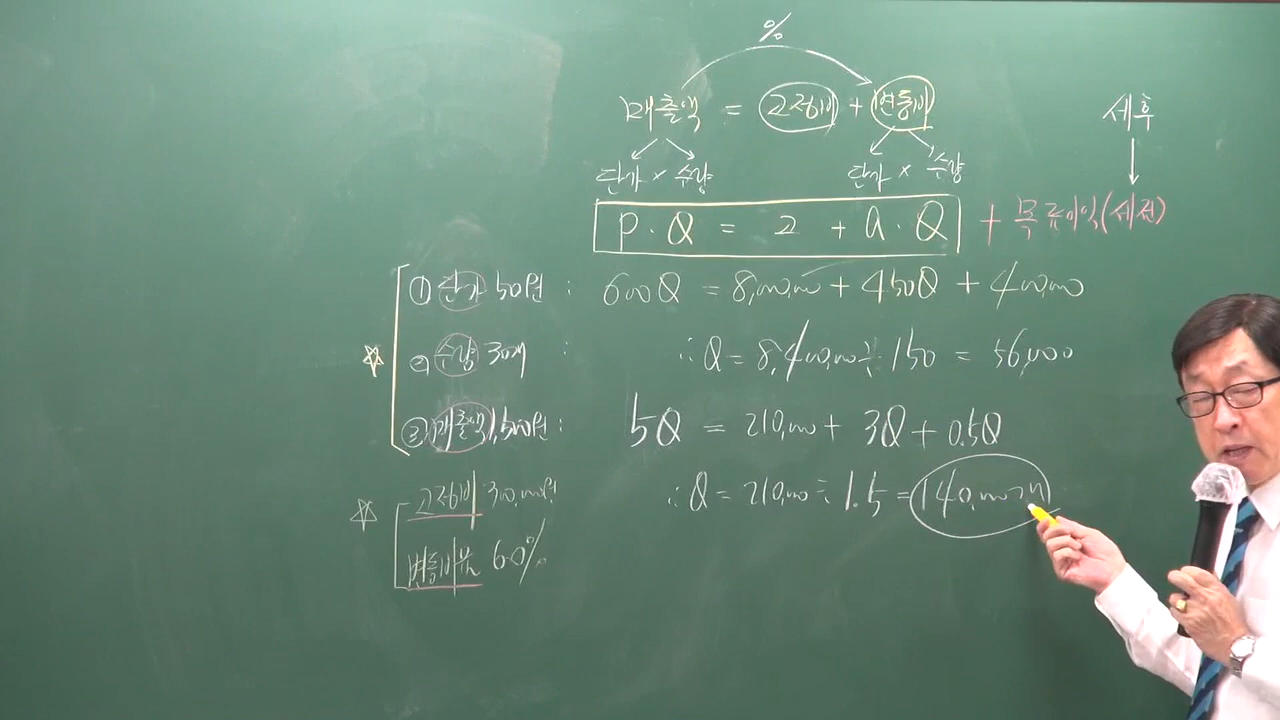 %
매출액 = 고정비 + 변동비
세후
단가 × 수량 단가 × 수량
P · Q = 2 + a · Q + 목표이익(세전)
① 단가 50원 : 600Q = 8,000,000 + 450Q + 400,000
② 수량 30개 : ∴ Q = 8,400,000 ÷ 150 = 56,000
③ 매출액 1,500원 : 5Q = 210,000 + 3Q + 0.5Q
고정비 300,000원 ∴ Q = 210,000 ÷ 1.5 = 140,000개
변동비율 60%